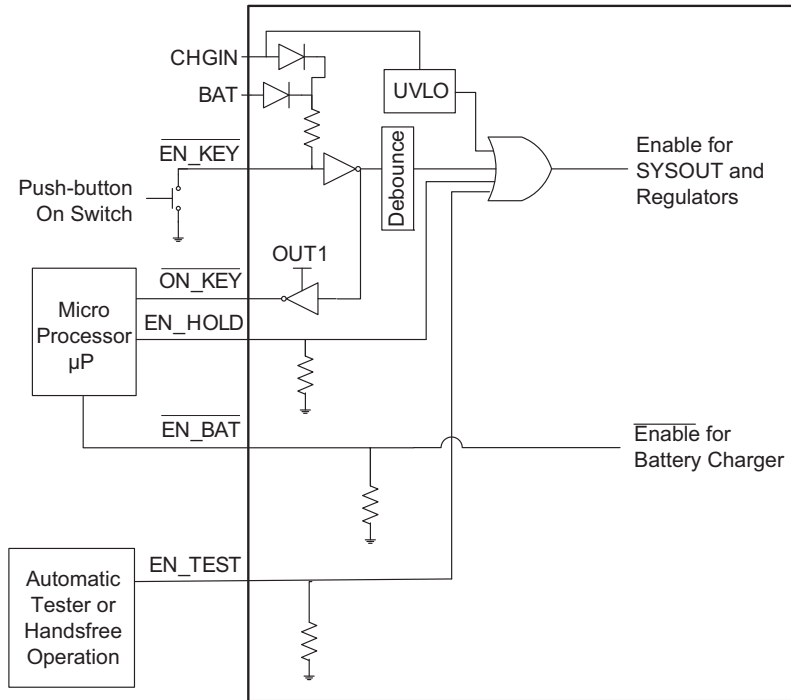 CHGIN
BAT
UVLO
EN_KEY
Debounce
Enable for
SYSOUT and
Regulators
Push-button
On Switch
OUT1
ON_KEY
Micro
Processor
µP
EN_HOLD
EN_BAT
Enable for
Battery Charger
EN_TEST
Automatic
Tester or
Handsfree
Operation